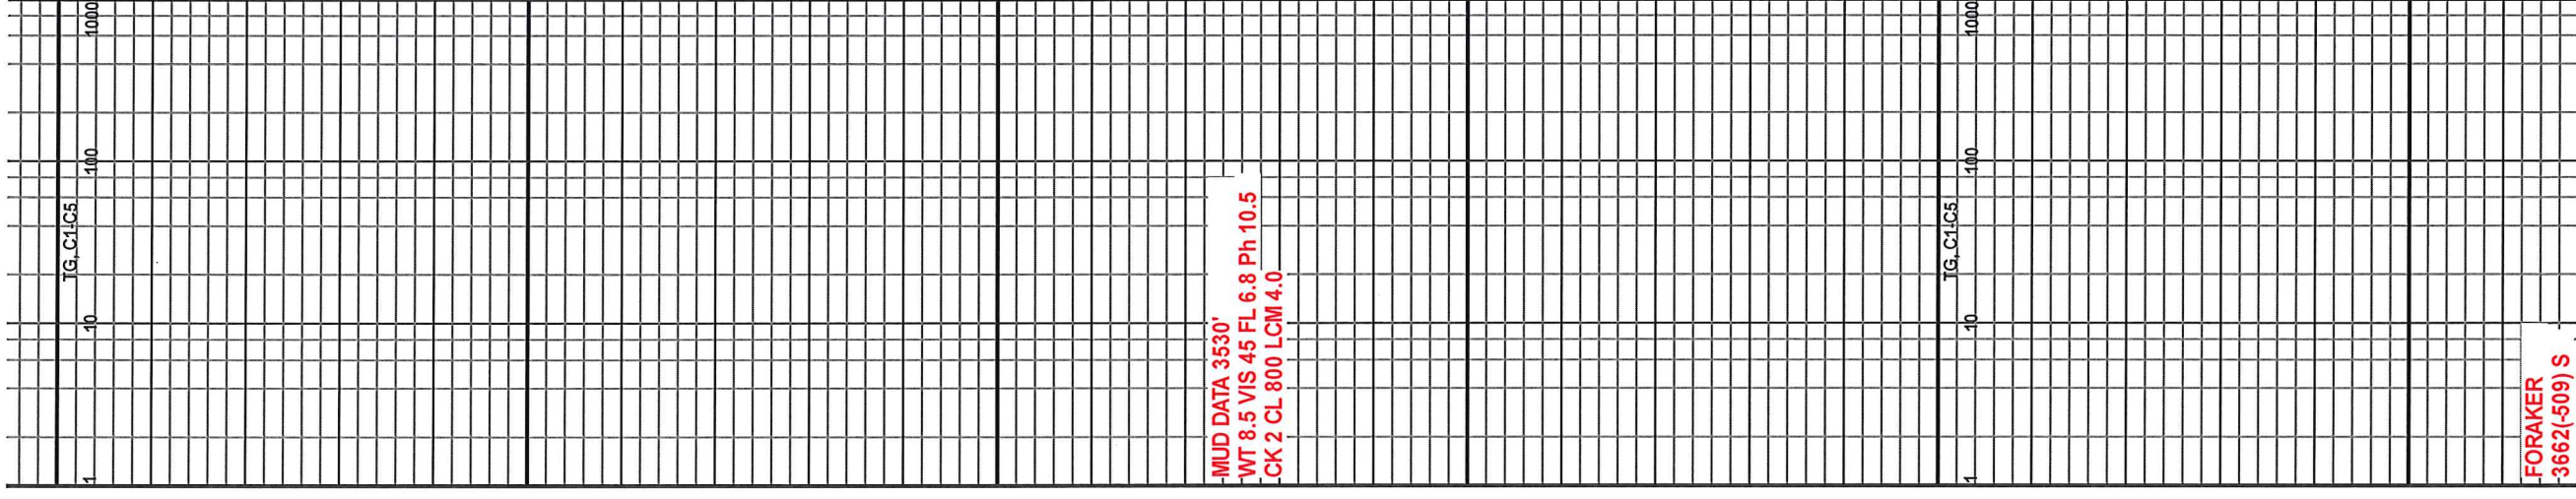 1000
100
TG, C1-C5
10
1
MUD DATA 3530'
WT 8.5 VIS 45 FL 6.8 Ph 10.5
CK 2 CL 800 LCM 4.0
1000
100
TG, C1-C5
10
1
FORAKER
3662(-509) S